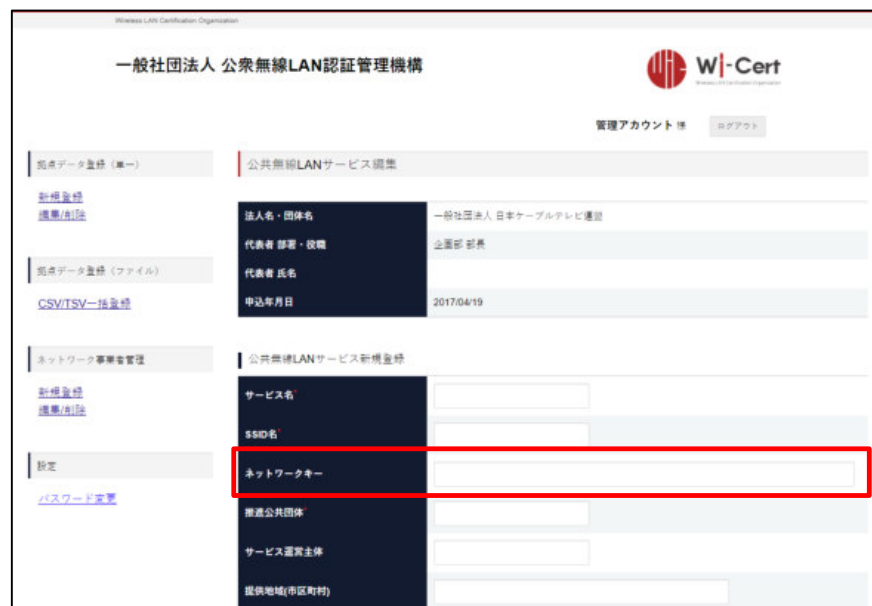 Wireless LAN Certification Organization
一般社団法人 公衆無線LAN認証管理機構
Wi-Cert
Wireless LAN Certification Organization
管理アカウント 様
ログアウト
拠点データ登録（単一）
新規登録
編集/削除
拠点データ登録（ファイル）
CSV/TSV一括登録
ネットワーク事業者管理
新規登録
編集/削除
設定
パスワード変更
公共無線LANサービス編集
法人名・団体名
一般社団法人 日本ケーブルテレビ連盟
代表者 部署・役職
企画部 部長
代表者 氏名
申込年月日
2017/04/19
公共無線LANサービス新規登録
サービス名*
SSID名*
ネットワークキー
推進公共団体*
サービス運営主体
提供地域(市区町村)